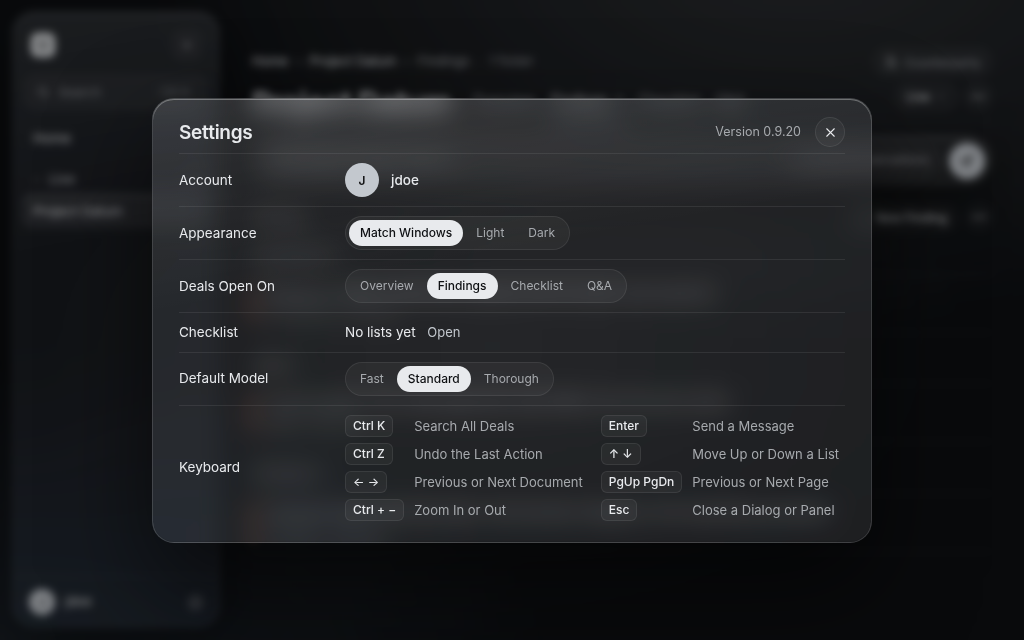 Settings
Version 0.9.20
Account
J
jdoe
Appearance
Match Windows Light Dark
Deals Open On
Overview Findings Checklist Q&A
Checklist
No lists yet Open
Default Model
Fast Standard Thorough
Keyboard
Ctrl K Search All Deals Enter Send a Message
Ctrl Z Undo the Last Action ↑ ↓ Move Up or Down a List
← → Previous or Next Document PgUp PgDn Previous or Next Page
Ctrl + − Zoom In or Out Esc Close a Dialog or Panel